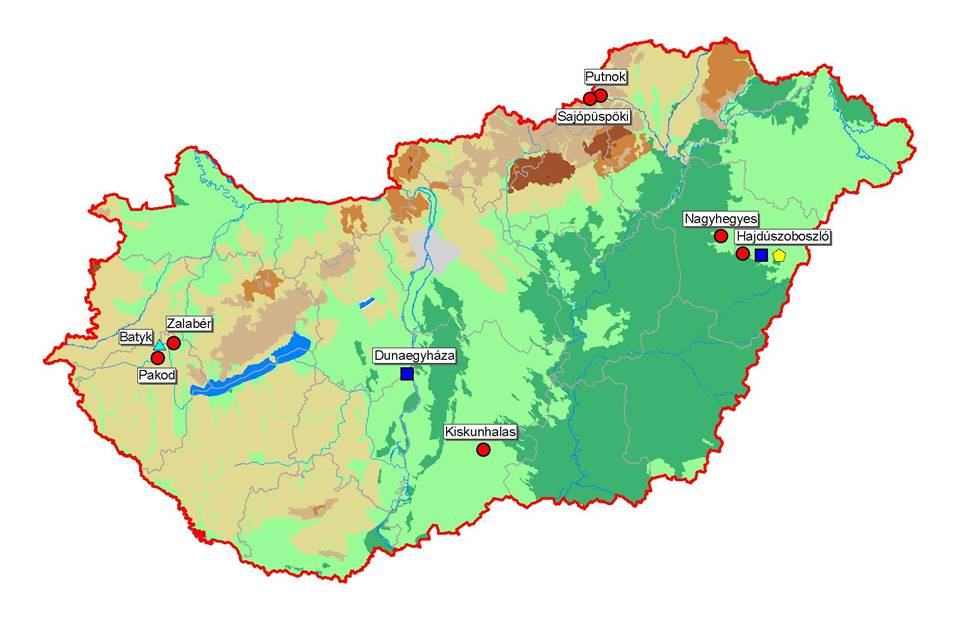 Putnok
Sajópüspöki
Nagyhegyes
Hajdúszoboszló
Zalabér
Batyk
Pakod
Dunaegyháza
Kiskunhalas